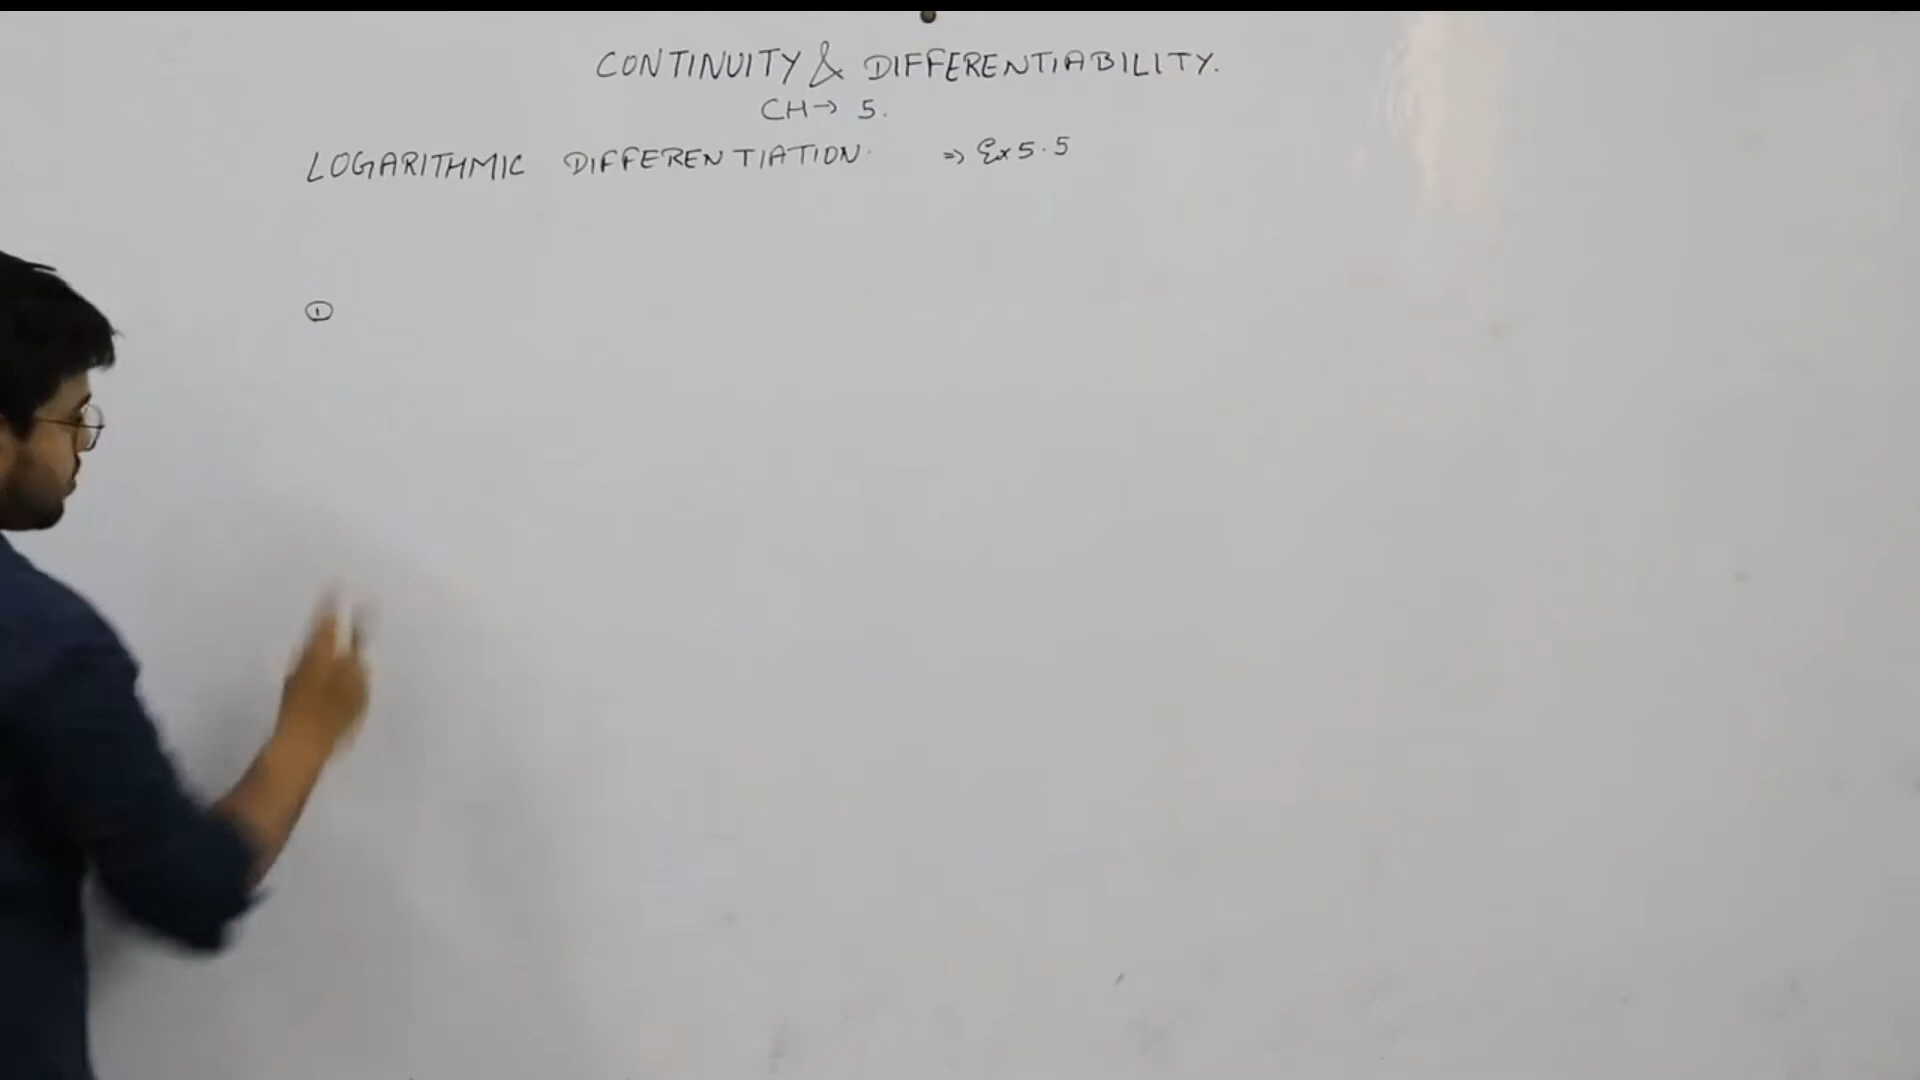 CONTINUITY & DIFFERENTIABILITY.
CH→ 5.
LOGARITHMIC DIFFERENTIATION. ⇒ Ex 5.5
①